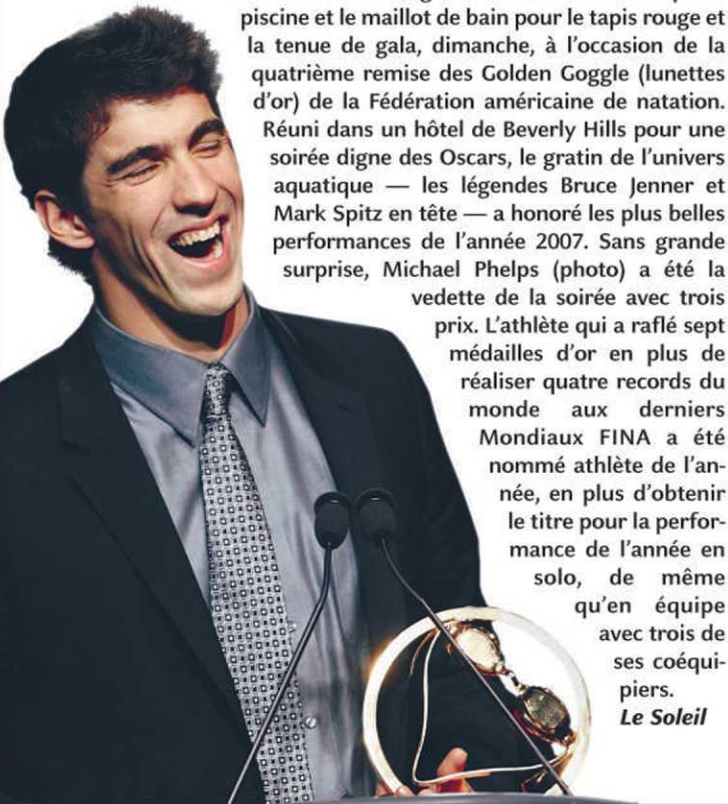 piscine et le maillot de bain pour le tapis rouge et
la tenue de gala, dimanche, à l'occasion de la
quatrième remise des Golden Goggle (lunettes
d'or) de la Fédération américaine de natation.
Réuni dans un hôtel de Beverly Hills pour une
soirée digne des Oscars, le gratin de l'univers
aquatique — les légendes Bruce Jenner et
Mark Spitz en tête — a honoré les plus belles
performances de l'année 2007. Sans grande
surprise, Michael Phelps (photo) a été la
vedette de la soirée avec trois
prix. L'athlète qui a raflé sept
médailles d'or en plus de
réaliser quatre records du
monde aux derniers
Mondiaux FINA a été
nommé athlète de l'an-
née, en plus d'obtenir
le titre pour la perfor-
mance de l'année en
solo, de même
qu'en équipe
avec trois de
ses coéqui-
piers.
Le Soleil